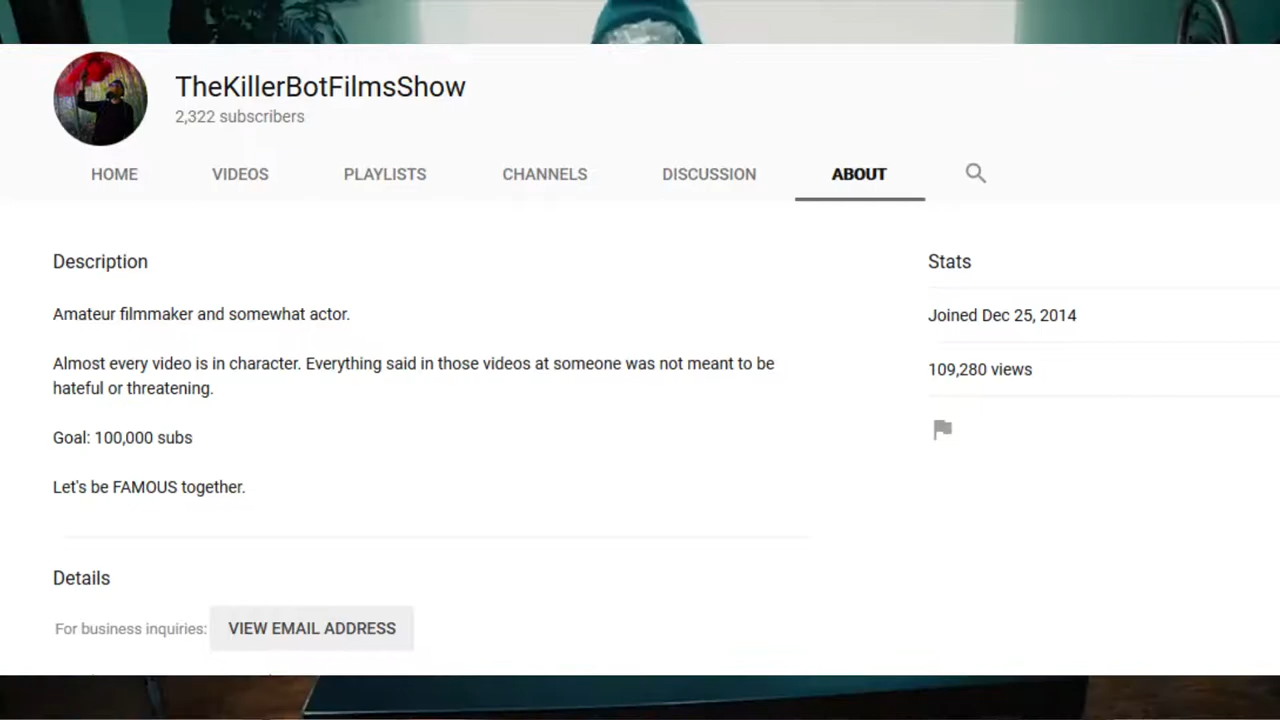 TheKillerBotFilmsShow
2,322 subscribers
HOME VIDEOS PLAYLISTS CHANNELS DISCUSSION ABOUT
Description
Amateur filmmaker and somewhat actor.
Almost every video is in character. Everything said in those videos at someone was not meant to be
hateful or threatening.
Goal: 100,000 subs
Let's be FAMOUS together.
Details
For business inquiries: VIEW EMAIL ADDRESS
Stats
Joined Dec 25, 2014
109,280 views